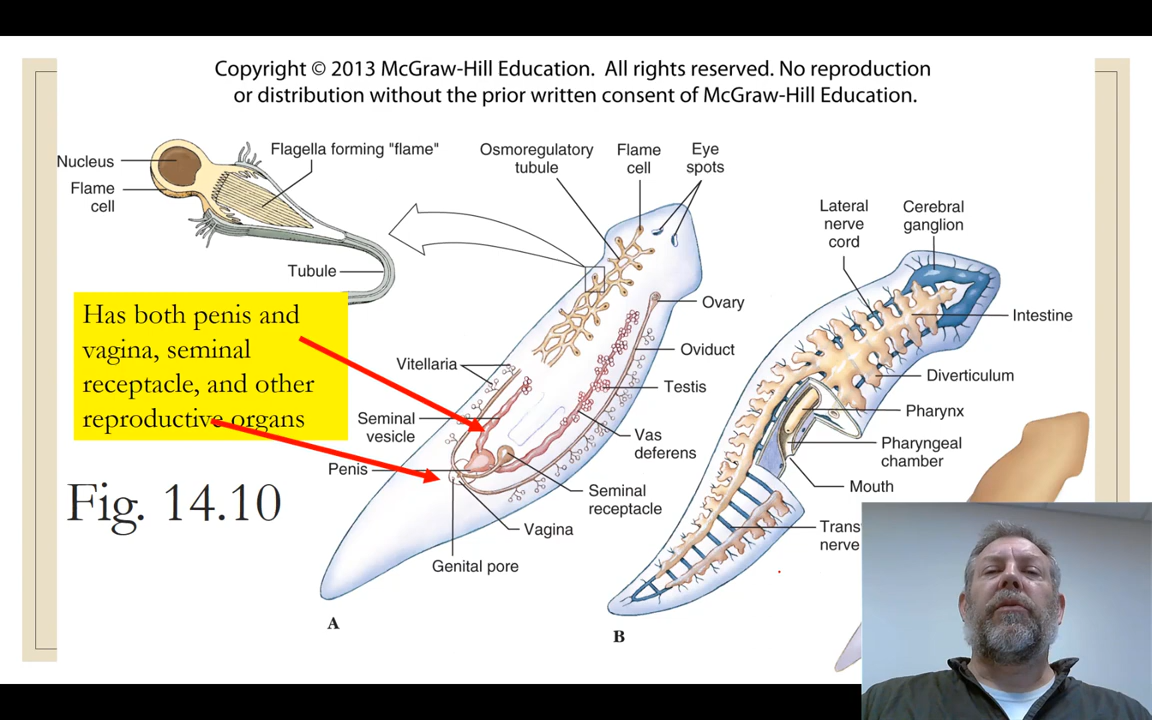 Copyright © 2013 McGraw-Hill Education. All rights reserved. No reproduction
or distribution without the prior written consent of McGraw-Hill Education.
Nucleus
Flame
cell
Flagella forming "flame"
Tubule
Osmoregulatory
tubule
Flame
cell
Eye
spots
Lateral
nerve
cord
Cerebral
ganglion
Has both penis and
vagina, seminal
receptacle, and other
reproductive organs
Vitellaria
Seminal
vesicle
Penis
Ovary
Oviduct
Testis
Vas
deferens
Seminal
receptacle
Vagina
Genital pore
Intestine
Diverticulum
Pharynx
Pharyngeal
chamber
Mouth
nerve
Fig. 14.10
A
B